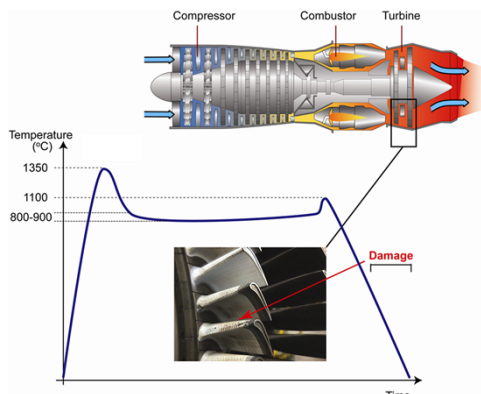 Compressor
Combustor
Turbine
Temperature
(ºC)
1350
1100
800-900
Damage
Time